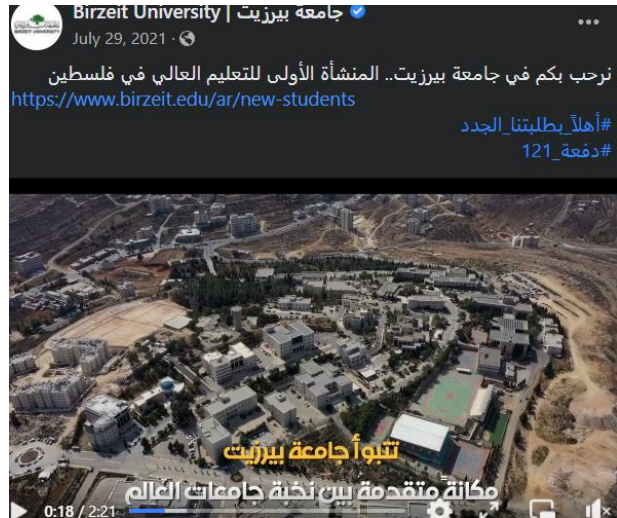 Birzeit University | جامعة بيرزيت
July 29, 2021 ·
نرحب بكم في جامعة بيرزيت.. المنشأة الأولى للتعليم العالي في فلسطين
https://www.birzeit.edu/ar/new-students
#أهلاً_بطلبتنا_الجدد
#دفعة_121
تتبوأ جامعة بيرزيت
مكانةً متقدمة بين نخبة جامعات العالم
0:18 / 2:21